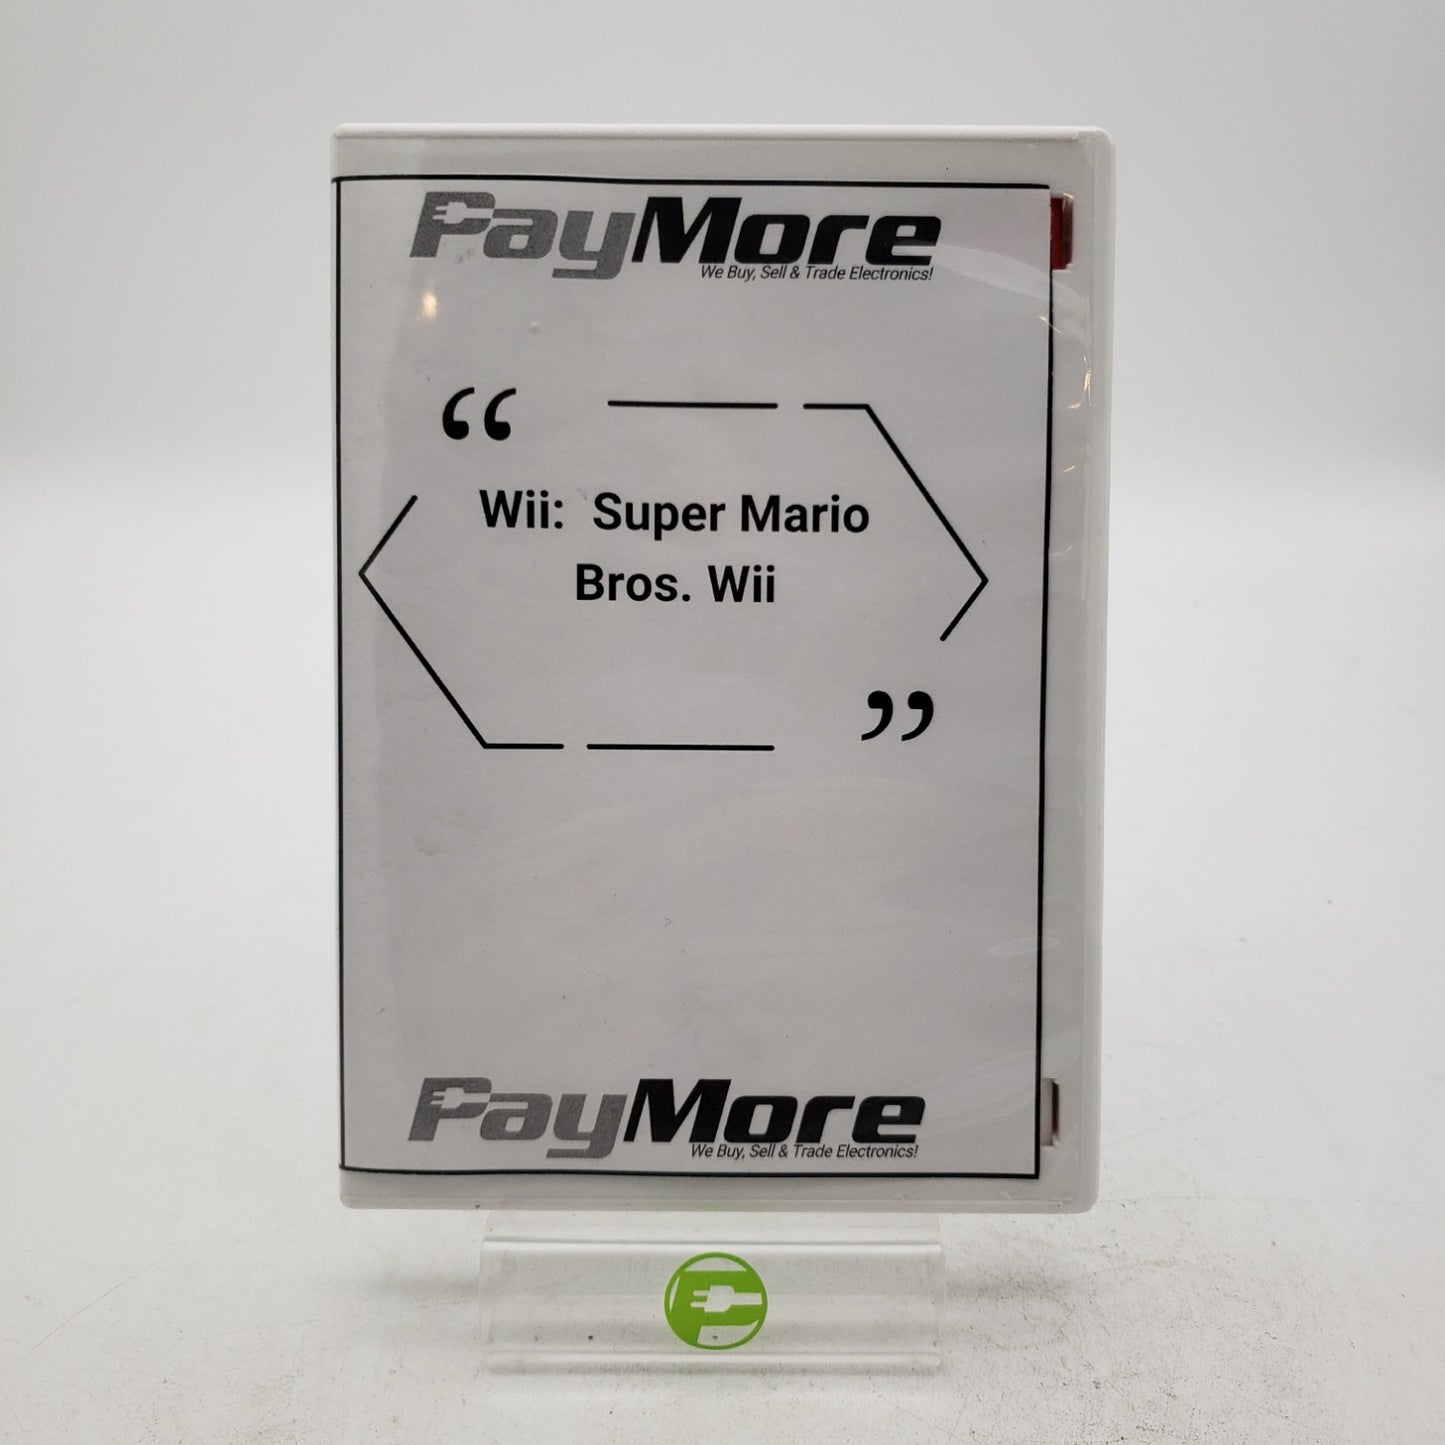 PayMore
We Buy, Sell & Trade Electronics!
“
Wii: Super Mario
Bros. Wii
”
PayMore
We Buy, Sell & Trade Electronics!